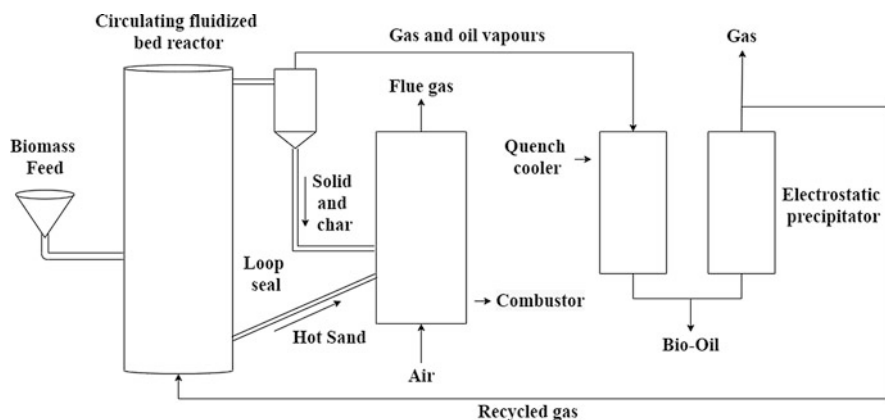 Circulating fluidized
bed reactor
Gas and oil vapours
Gas
Flue gas
Biomass
Feed
Quench
cooler
Solid
and
char
Electrostatic
precipitator
Loop
seal
Combustor
Hot Sand
Bio-Oil
Air
Recycled gas